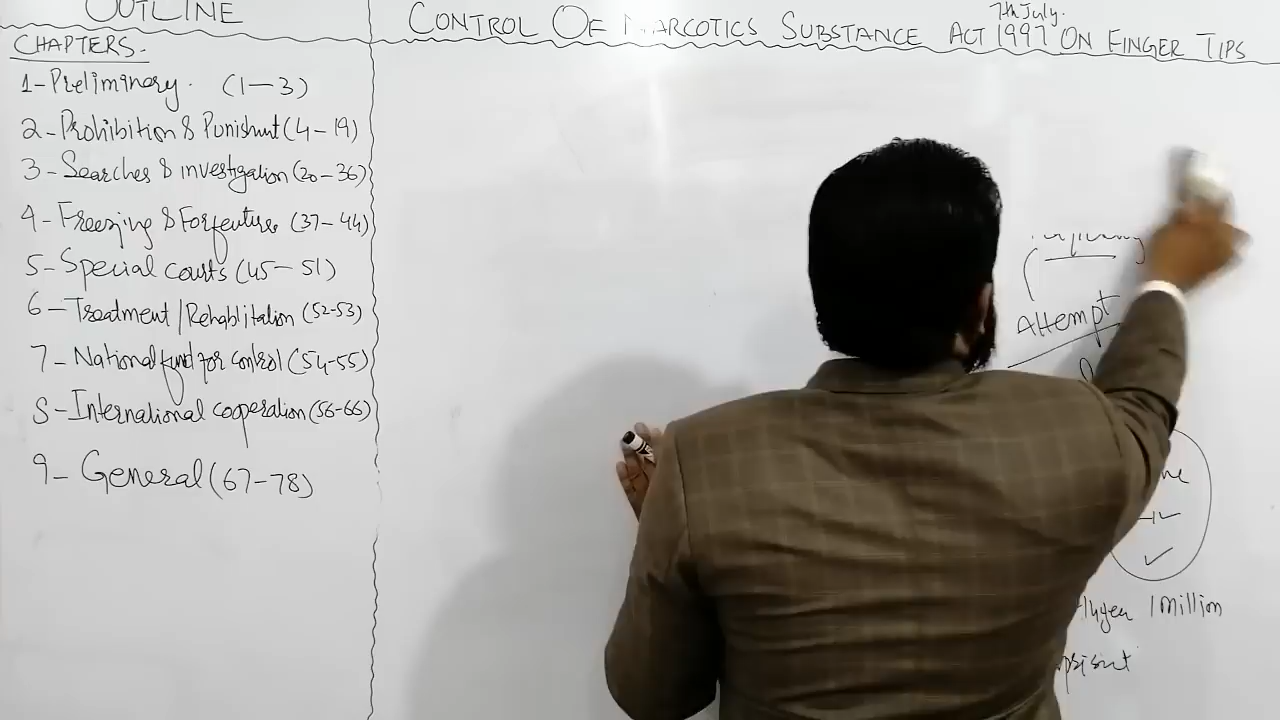 OUTLINE
CHAPTERS.
1-Preliminary. (1-3)
2-Prohibition & Punishmt (4-19)
3-Searches & investigation (20-36)
4-Freezing & Forfeuture (37-44)
5-Special courts (45-51)
6-Treatment/Rehablitation (52-53)
7-National fund for control (54-55)
8-International cooperation (56-66)
9-General (67-78)
7th July.
CONTROL OF NARCOTICS SUBSTANCE ACT 1997 ON FINGER TIPS
Attempt
1 Million